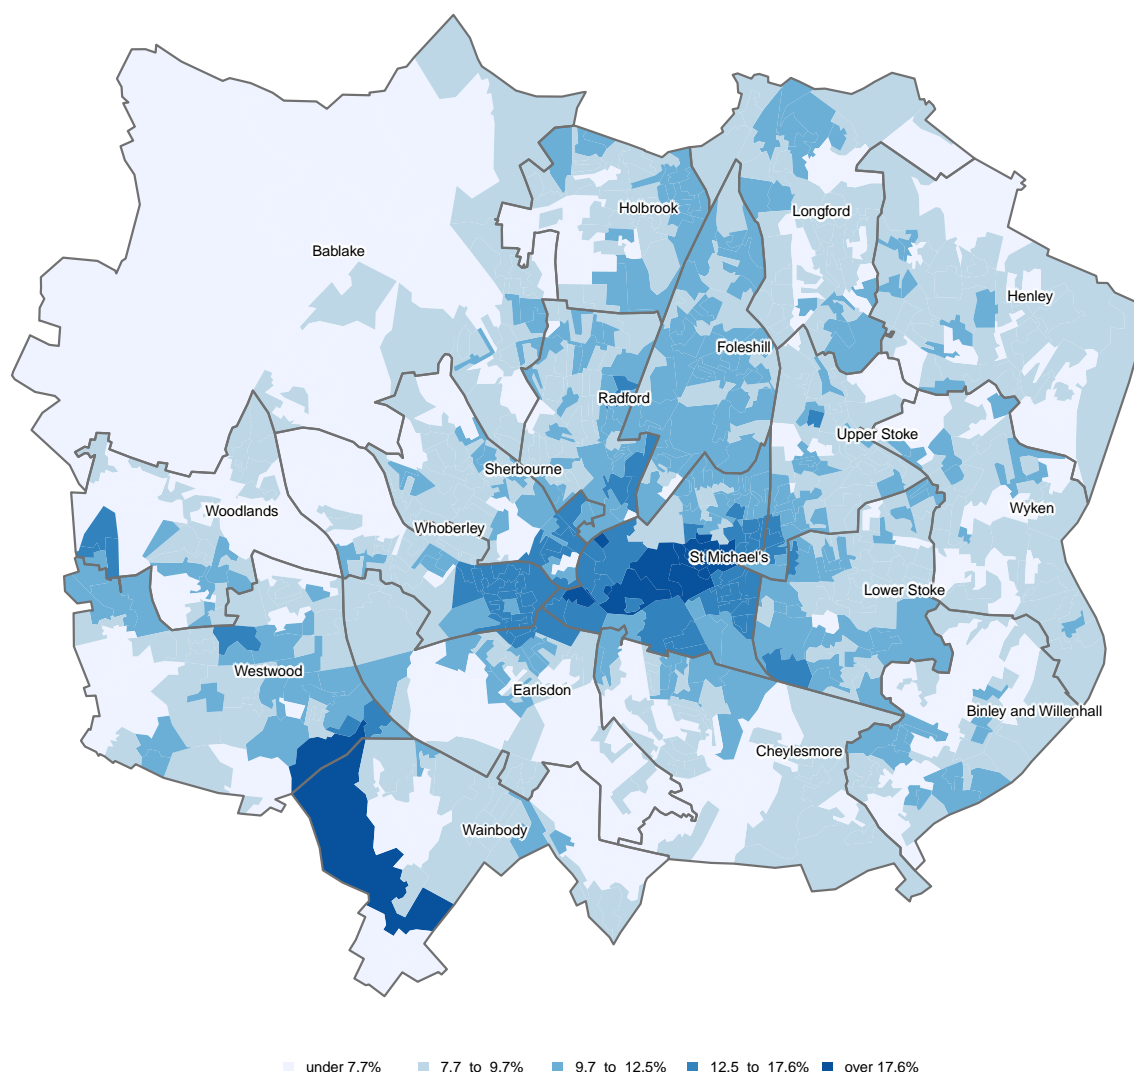 Holbrook
Longford
Bablake
Henley
Foleshill
Radford
Upper Stoke
Sherbourne
Woodlands
Wyken
Whoberley
St Michael's
Lower Stoke
Westwood
Earlsdon
Binley and Willenhall
Cheylesmore
Wainbody
under 7.7% 7.7 to 9.7% 9.7 to 12.5% 12.5 to 17.6% over 17.6%